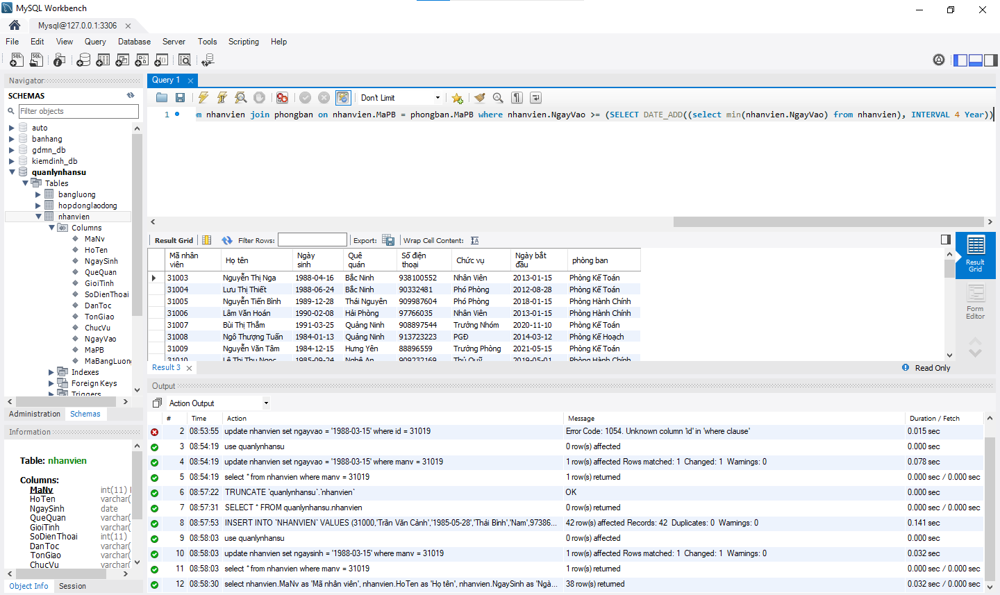 MySQL Workbench
Mysql@127.0.0.1:3306
File Edit View Query Database Server Tools Scripting Help
Navigator
SCHEMAS
Filter objects
auto
banhang
gdmn_db
kiemdinh_db
quanlynhansu
Tables
bangluong
hopdonglaodong
nhanvien
Columns
MaNv
HoTen
NgaySinh
QueQuan
GioiTinh
SoDienThoai
DanToc
TonGiao
ChucVu
NgayVao
MaPB
MaBangLuong
Indexes
Foreign Keys
Triggers
Administration Schemas
Information
Table: nhanvien
Columns:
MaNv int(11)
HoTen varchar(
NgaySinh date
QueQuan varchar(
GioiTinh varchar(
SoDienThoai int(11)
DanToc varchar(
TonGiao varchar(
ChucVu varchar(
Object Info Session
Query 1
Don't Limit
1 m nhanvien join phongban on nhanvien.MaPB = phongban.MaPB where nhanvien.NgayVao >= (SELECT DATE_ADD((select min(nhanvien.NgayVao) from nhanvien), INTERVAL 4 Year))
Result Grid Filter Rows: Export: Wrap Cell Content:
Mã nhân viên Họ tên Ngày sinh Quê quán Số điện thoại Chức vụ Ngày bắt đầu phòng ban
31003 Nguyễn Thị Nga 1988-04-16 Bắc Ninh 938100552 Nhân Viên 2013-01-15 Phòng Kế Toán
31004 Lưu Thị Thiết 1988-06-24 Bắc Ninh 90332481 Phó Phòng 2012-08-28 Phòng Kế Toán
31005 Nguyễn Tiến Bình 1989-12-28 Thái Nguyên 909987604 Phó Phòng 2018-01-15 Phòng Hành Chính
31006 Lâm Văn Hoán 1990-02-08 Hải Phòng 97766035 Nhân Viên 2013-01-15 Phòng Hành Chính
31007 Bùi Thị Thắm 1991-03-25 Quảng Ninh 908897544 Trưởng Nhóm 2020-11-10 Phòng Kế Toán
31008 Ngô Thượng Tuấn 1984-01-13 Quảng Ninh 913723223 PGĐ 2014-03-12 Phòng Kế Hoạch
31009 Nguyễn Văn Tâm 1984-12-15 Hưng Yên 88896559 Trưởng Phòng 2021-05-15 Phòng Kế Toán
31010 Lê Thị Thu Ngọc 1985-09-24 Nghệ An 909232169 Thủ Quỹ 2019-05-01 Phòng Hành Chính
Result Grid
Form Editor
Result 3
Read Only
Output
Action Output
# Time Action Message Duration / Fetch
2 08:53:55 update nhanvien set ngayvao = '1988-03-15' where id = 31019 Error Code: 1054. Unknown column 'id' in 'where clause' 0.015 sec
3 08:54:19 use quanlynhansu 0 row(s) affected 0.000 sec
4 08:54:19 update nhanvien set ngayvao = '1988-03-15' where manv = 31019 1 row(s) affected Rows matched: 1 Changed: 1 Warnings: 0 0.078 sec
5 08:54:19 select * from nhanvien where manv = 31019 1 row(s) returned 0.000 sec / 0.000 sec
6 08:57:22 TRUNCATE `quanlynhansu`.`nhanvien` OK 0.000 sec
7 08:57:31 SELECT * FROM quanlynhansu.nhanvien 0 row(s) returned 0.000 sec / 0.000 sec
8 08:57:53 INSERT INTO `NHANVIEN` VALUES (31000,'Trần Văn Cảnh','1985-05-28','Thái Bình','Nam',97386... 42 row(s) affected Records: 42 Duplicates: 0 Warnings: 0 0.141 sec
9 08:58:03 use quanlynhansu 0 row(s) affected 0.000 sec
10 08:58:03 update nhanvien set ngaysinh = '1988-03-15' where manv = 31019 1 row(s) affected Rows matched: 1 Changed: 1 Warnings: 0 0.032 sec
11 08:58:03 select * from nhanvien where manv = 31019 1 row(s) returned 0.000 sec / 0.000 sec
12 08:58:30 select nhanvien.MaNv as 'Mã nhân viên', nhanvien.HoTen as 'Họ tên', nhanvien.NgaySinh as 'Ngà... 38 row(s) returned 0.032 sec / 0.000 sec